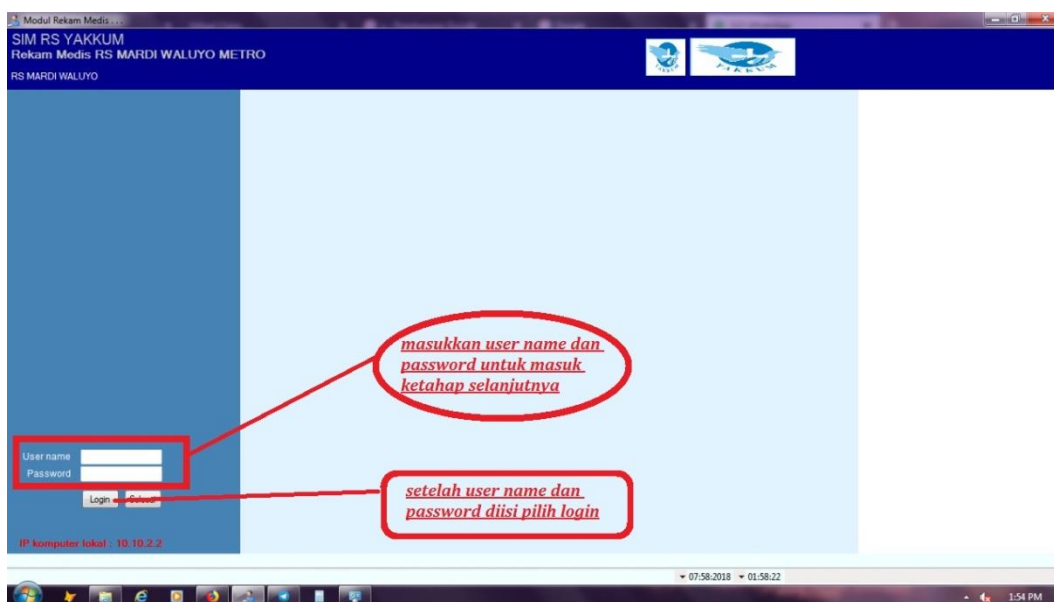 Modul Rekam Medis . . .
SIM RS YAKKUM
Rekam Medis RS MARDI WALUYO METRO
RS MARDI WALUYO
YAKKUM
masukkan user name dan
password untuk masuk
ketahap selanjutnya
User name
Password
Login
setelah user name dan
password diisi pilih login
IP komputer lokal : 10.10.2.2
07:58:2018 01:58:22
1:54 PM